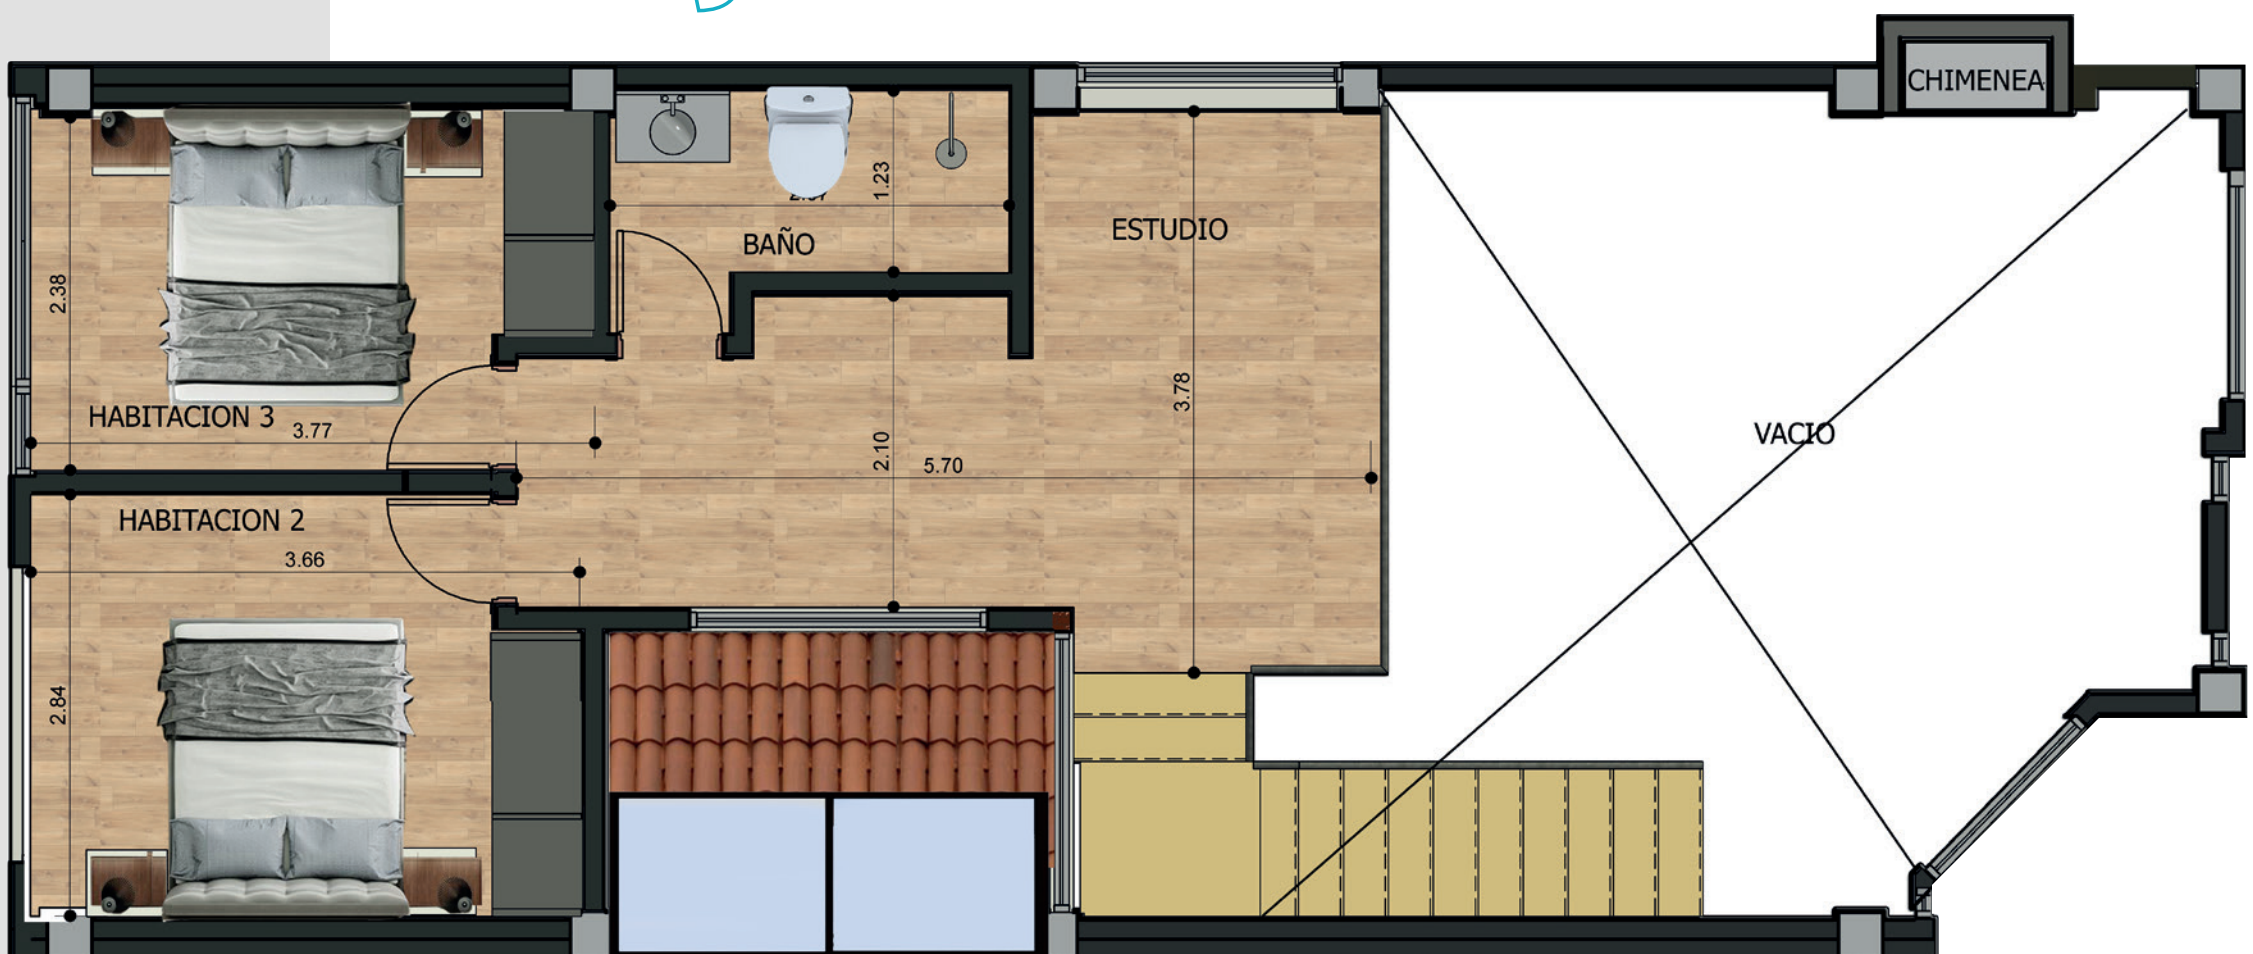 CHIMENEA
1.23
ESTUDIO
BAÑO
2.38
3.78
HABITACION 3
3.77
VACIO
2.10
5.70
HABITACION 2
3.66
2.84